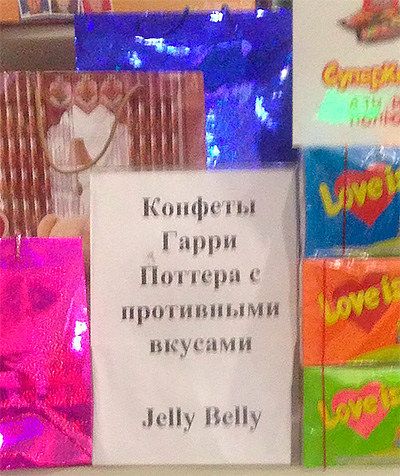 Конфеты
Гарри
Поттера с
противными
вкусами
Jelly Belly
Love is
Love is
Love is